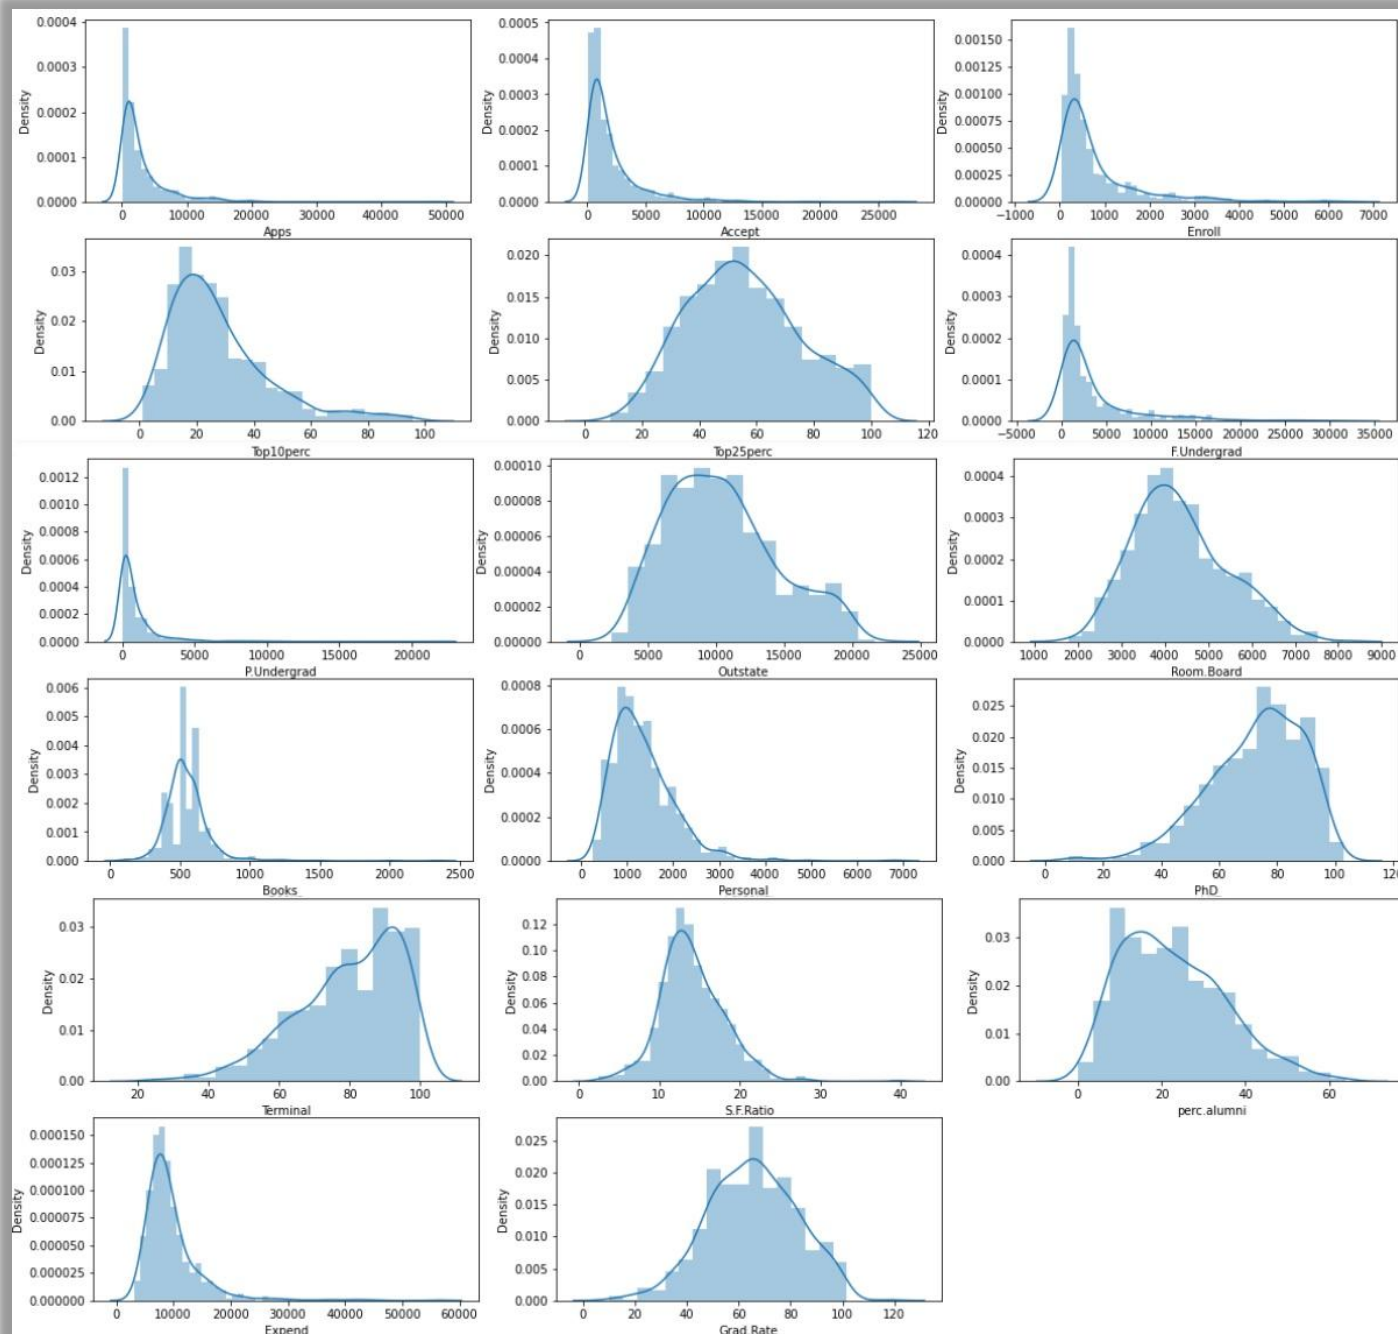 0.0004
0.0003
0.0002
0.0001
0.0000
Density
0 10000 20000 30000 40000 50000
Apps
0.0005
0.0004
0.0003
0.0002
0.0001
0.0000
Density
0 5000 10000 15000 20000 25000
Accept
0.00150
0.00125
0.00100
0.00075
0.00050
0.00025
0.00000
Density
−1000 0 1000 2000 3000 4000 5000 6000 7000
Enroll
0.03
0.02
0.01
0.00
Density
0 20 40 60 80 100
Top10perc
0.020
0.015
0.010
0.005
0.000
Density
0 20 40 60 80 100 120
Top25perc
0.0004
0.0003
0.0002
0.0001
0.0000
Density
−5000 0 5000 10000 15000 20000 25000 30000 35000
F.Undergrad
0.0012
0.0010
0.0008
0.0006
0.0004
0.0002
0.0000
Density
0 5000 10000 15000 20000
P.Undergrad
0.00010
0.00008
0.00006
0.00004
0.00002
0.00000
Density
0 5000 10000 15000 20000 25000
Outstate
0.0004
0.0003
0.0002
0.0001
0.0000
Density
1000 2000 3000 4000 5000 6000 7000 8000 9000
Room.Board
0.006
0.005
0.004
0.003
0.002
0.001
0.000
Density
0 500 1000 1500 2000 2500
Books
0.0008
0.0006
0.0004
0.0002
0.0000
Density
0 1000 2000 3000 4000 5000 6000 7000
Personal
0.025
0.020
0.015
0.010
0.005
0.000
Density
0 20 40 60 80 100
PhD
0.03
0.02
0.01
0.00
Density
20 40 60 80 100
Terminal
0.12
0.10
0.08
0.06
0.04
0.02
0.00
Density
0 10 20 30 40
S.F.Ratio
0.03
0.02
0.01
0.00
Density
0 20 40 60
perc.alumni
0.000150
0.000125
0.000100
0.000075
0.000050
0.000025
0.000000
Density
0 10000 20000 30000 40000 50000 60000
Expend
0.025
0.020
0.015
0.010
0.005
0.000
Density
0 20 40 60 80 100 120
Grad.Rate